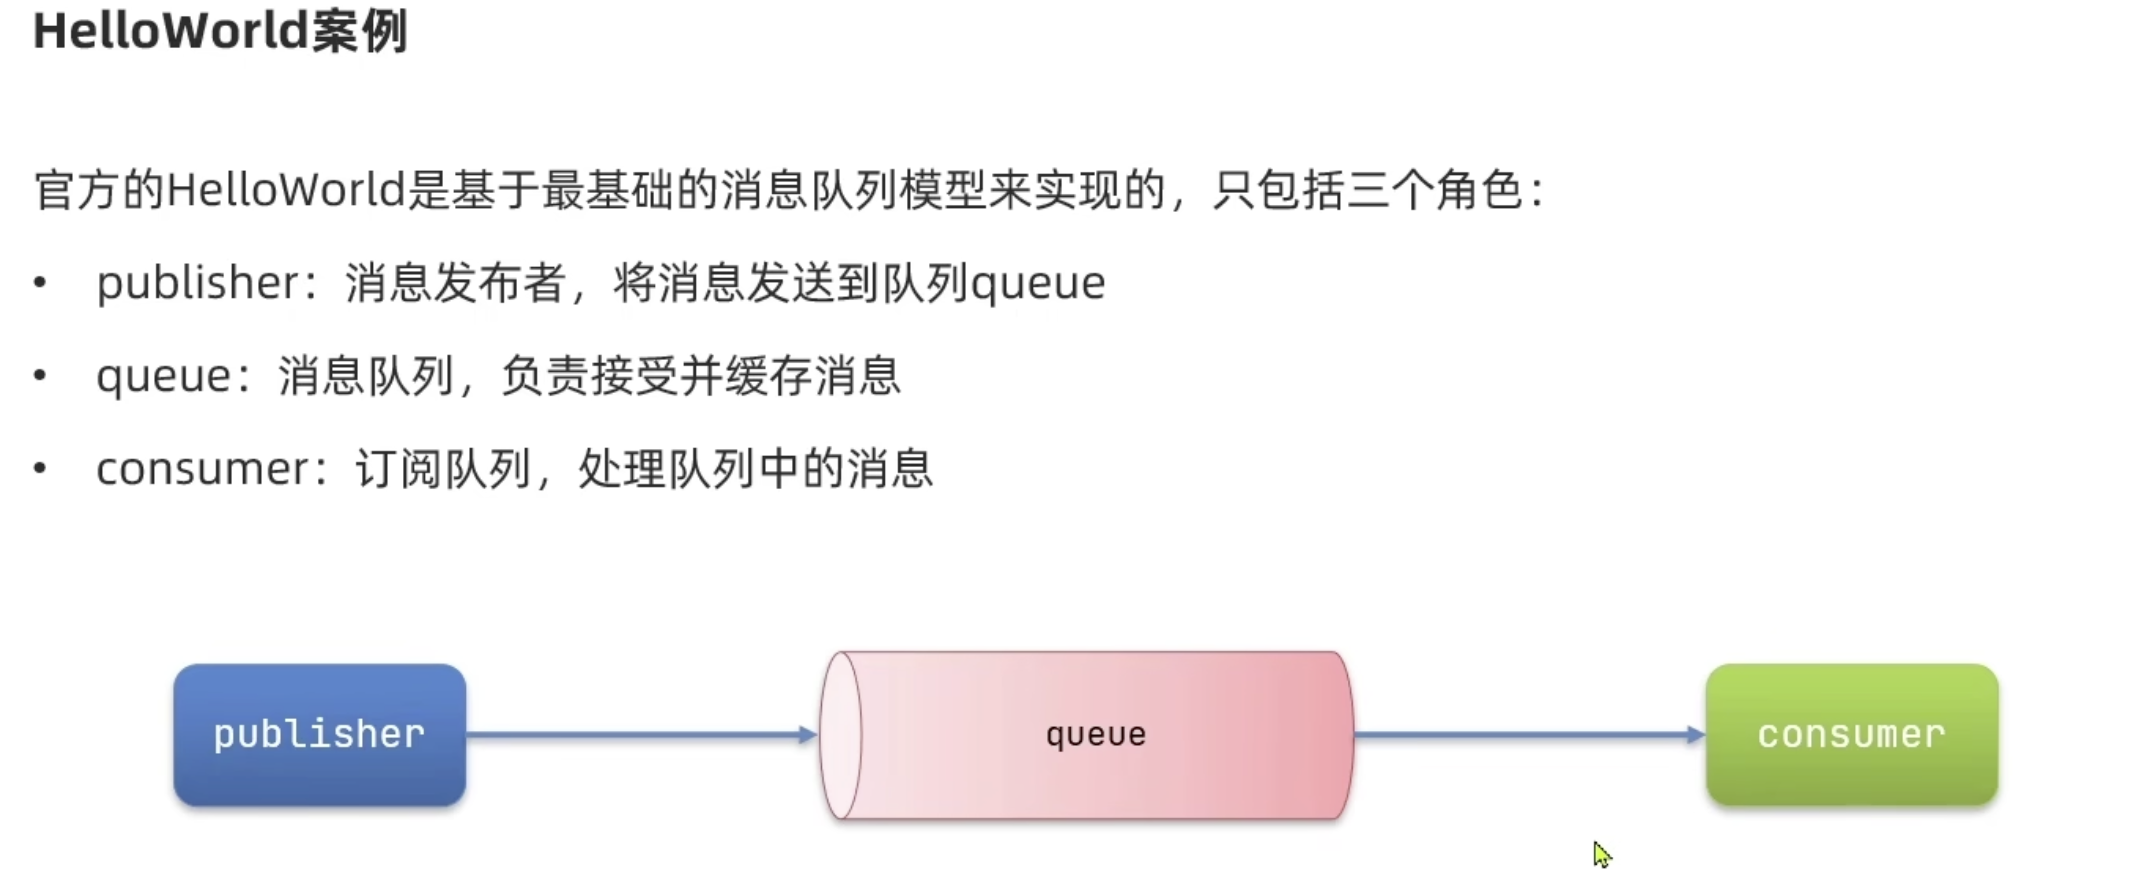 HelloWorld案例
官方的HelloWorld是基于最基础的消息队列模型来实现的，只包括三个角色：
• publisher：消息发布者，将消息发送到队列queue
• queue：消息队列，负责接受并缓存消息
• consumer：订阅队列，处理队列中的消息
publisher
queue
consumer